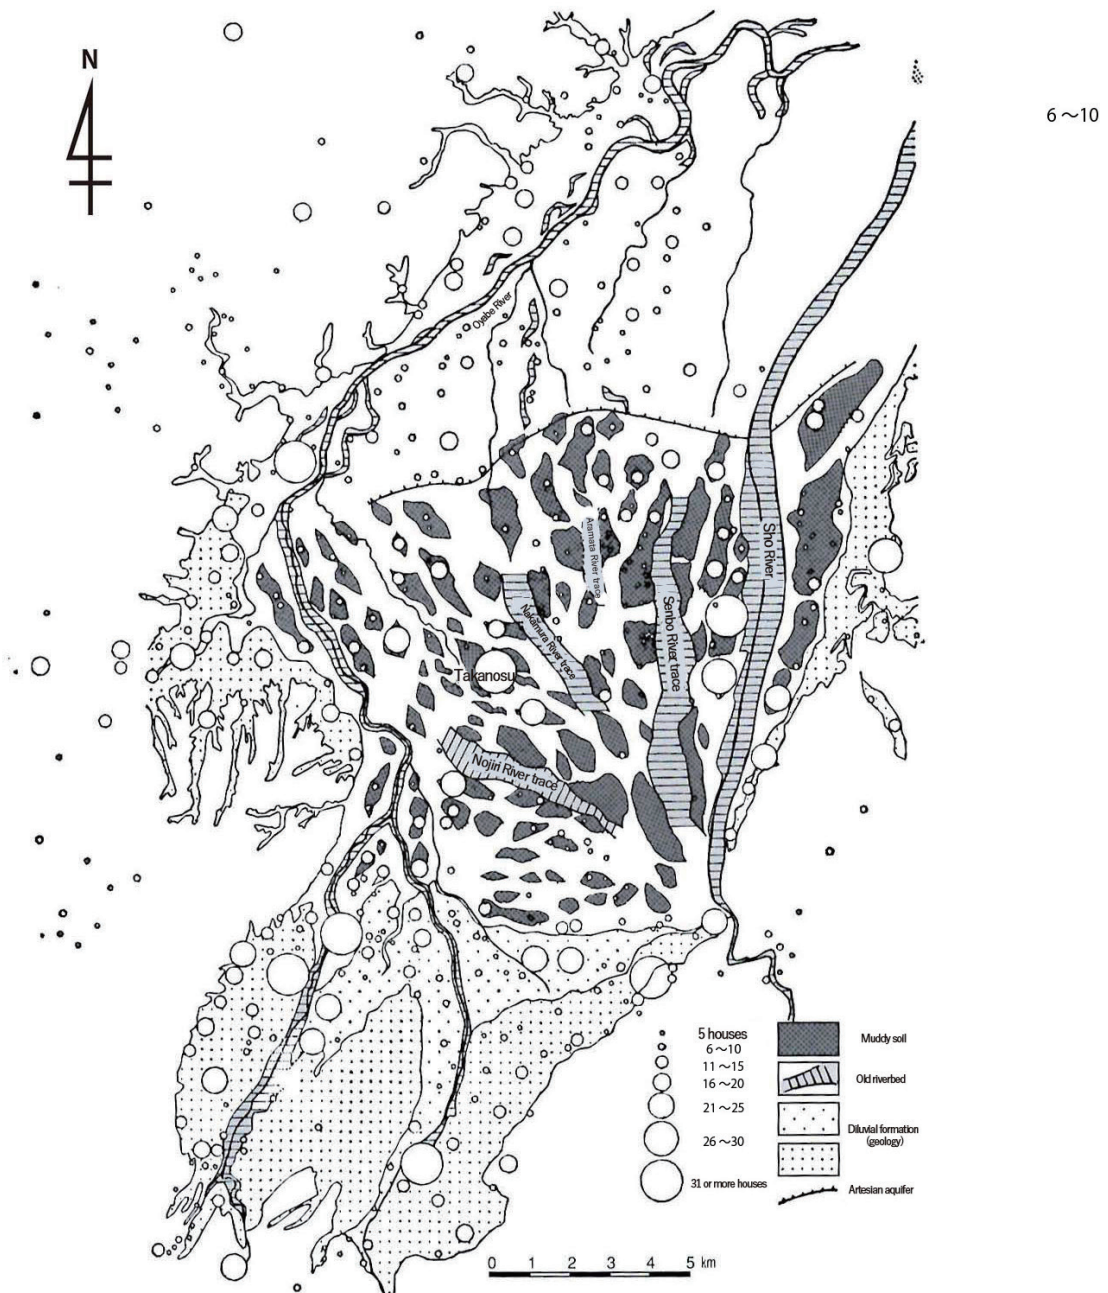 N
6～10
Oyabe River
Aramata River trace
Sho River
Nakamura River trace
Senbo River trace
Takanosu
Nojiri River trace
5 houses
6～10
11～15
16～20
21～25
26～30
31 or more houses
Muddy soil
Old riverbed
Diluvial formation
(geology)
Artesian aquifer
0 1 2 3 4 5 km